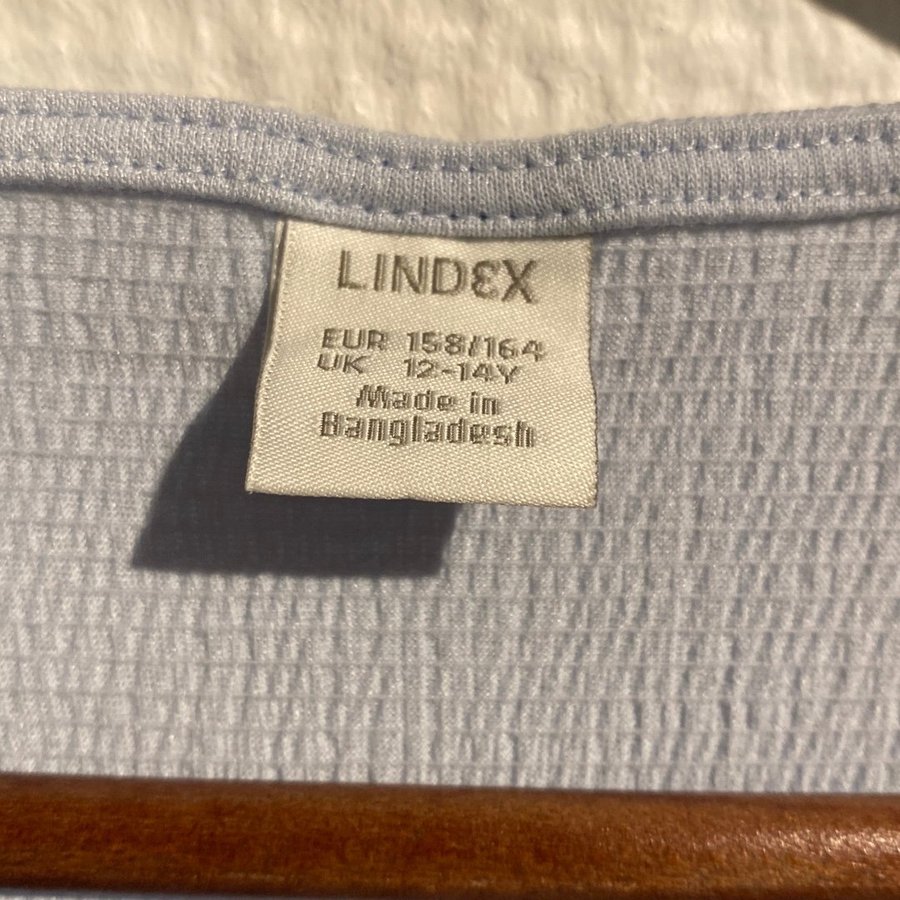 LINDEX
EUR 158/164
UK 12-14Y
Made in
Bangladesh